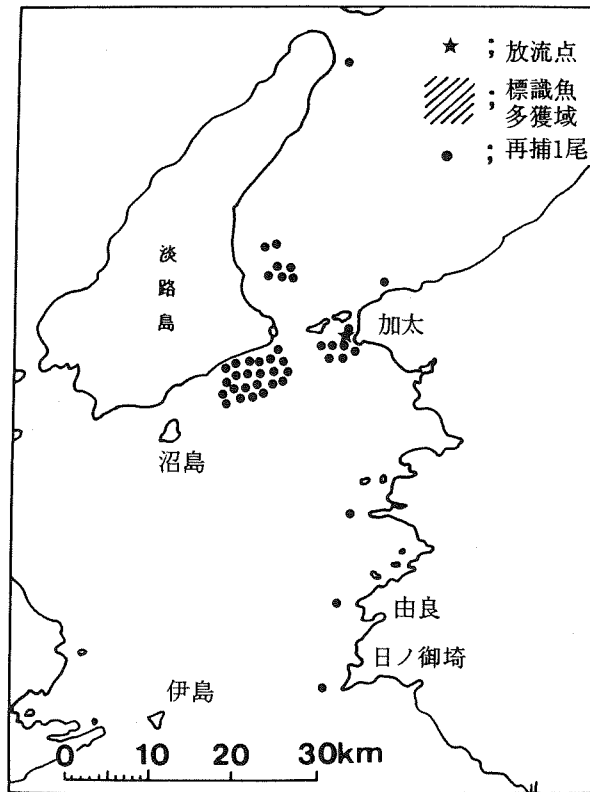 ★ ; 放流点
; 標識魚
多獲域
● ; 再捕1尾
淡路島
加太
沼島
由良
日ノ御埼
伊島
0 10 20 30km